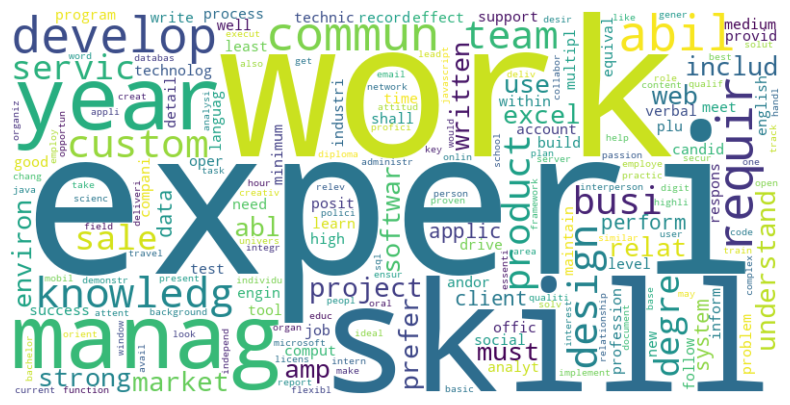 program
write
process
technic
record
effect
support
desir
like
gener
medium
provid
develop
commun
team
abil
well
least
servic
technolog
year
work
experi
skill
manag
custom
sale
environ
knowledg
strong
market
success
project
amp
job
must
prefer
client
applic
product
design
degre
busi
relat
perform
requir
understand
includ
web
use
excel
written
softwar
within
build
account
verbal
plu
meet
candid
english
multipl
equival
industri
shall
time
languag
detail
minimum
data
oper
good
compani
need
abl
high
posit
learn
test
tool
engin
comput
social
offic
analyt
level
maintain
drive
system
profession
new
follow
inform
problem
respons
andor
hour
creativ
univers
integr
relev
polici
person
proven
administr
onlin
key
attitud
profici
diploma
email
network
javascript
content
role
collabor
deliv
lead
would
school
plan
server
framework
area
essenti
similar
user
code
train
complex
digit
highli
interperson
practic
employe
passion
secur
help
qualif
best
solut
handl
track
one
open
may
base
document
relationship
interest
implement
solv
qualiti
ensur
sql
oral
peopl
educ
organ
intern
ideal
microsoft
licens
make
report
flexibl
basic
individu
background
present
demonstr
mobil
attent
window
orient
look
avail
independ
bachelor
current
function
travel
field
deliveri
scienc
take
java
chang
task
appli
opportun
creat
employ
organiz
word
databas
execut
also
get
analysi